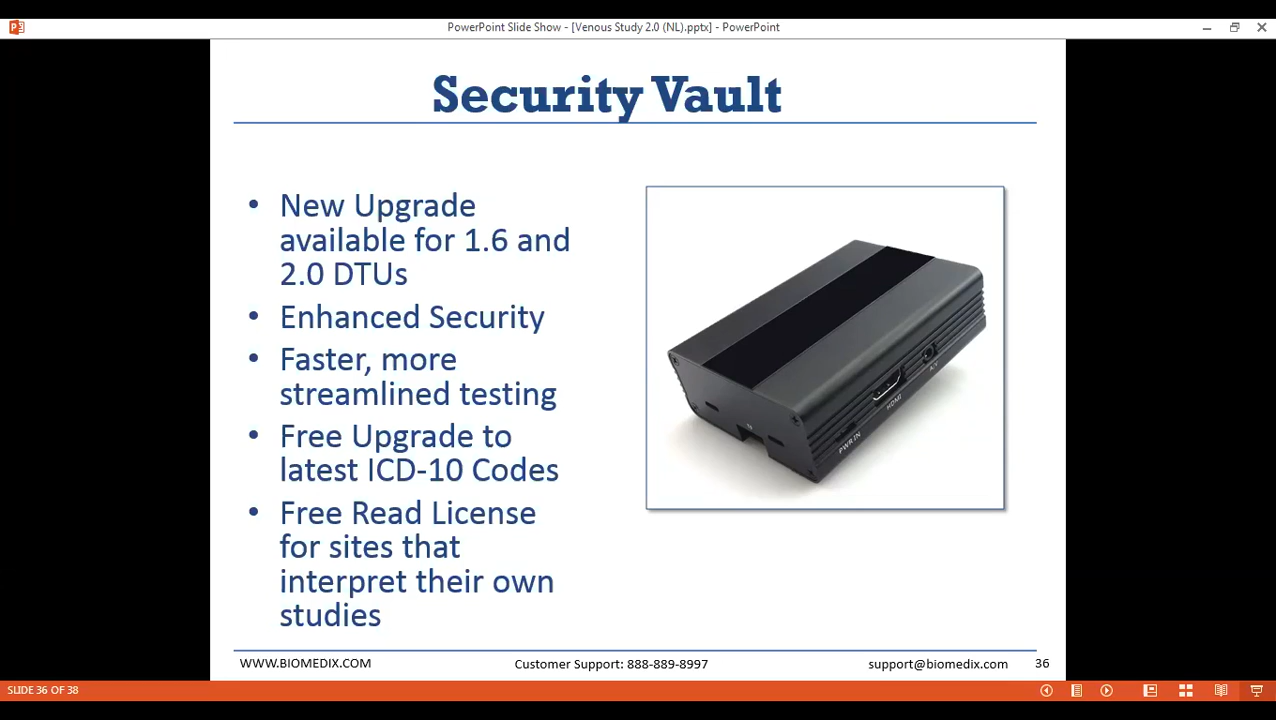 PowerPoint Slide Show - [Venous Study 2.0 (NL).pptx] - PowerPoint
Security Vault
• New Upgrade
available for 1.6 and
2.0 DTUs
• Enhanced Security
• Faster, more
streamlined testing
• Free Upgrade to
latest ICD-10 Codes
• Free Read License
for sites that
interpret their own
studies
PWR IN
HDMI
A/V
WWW.BIOMEDIX.COM Customer Support: 888-889-8997 support@biomedix.com 36
SLIDE 36 OF 38